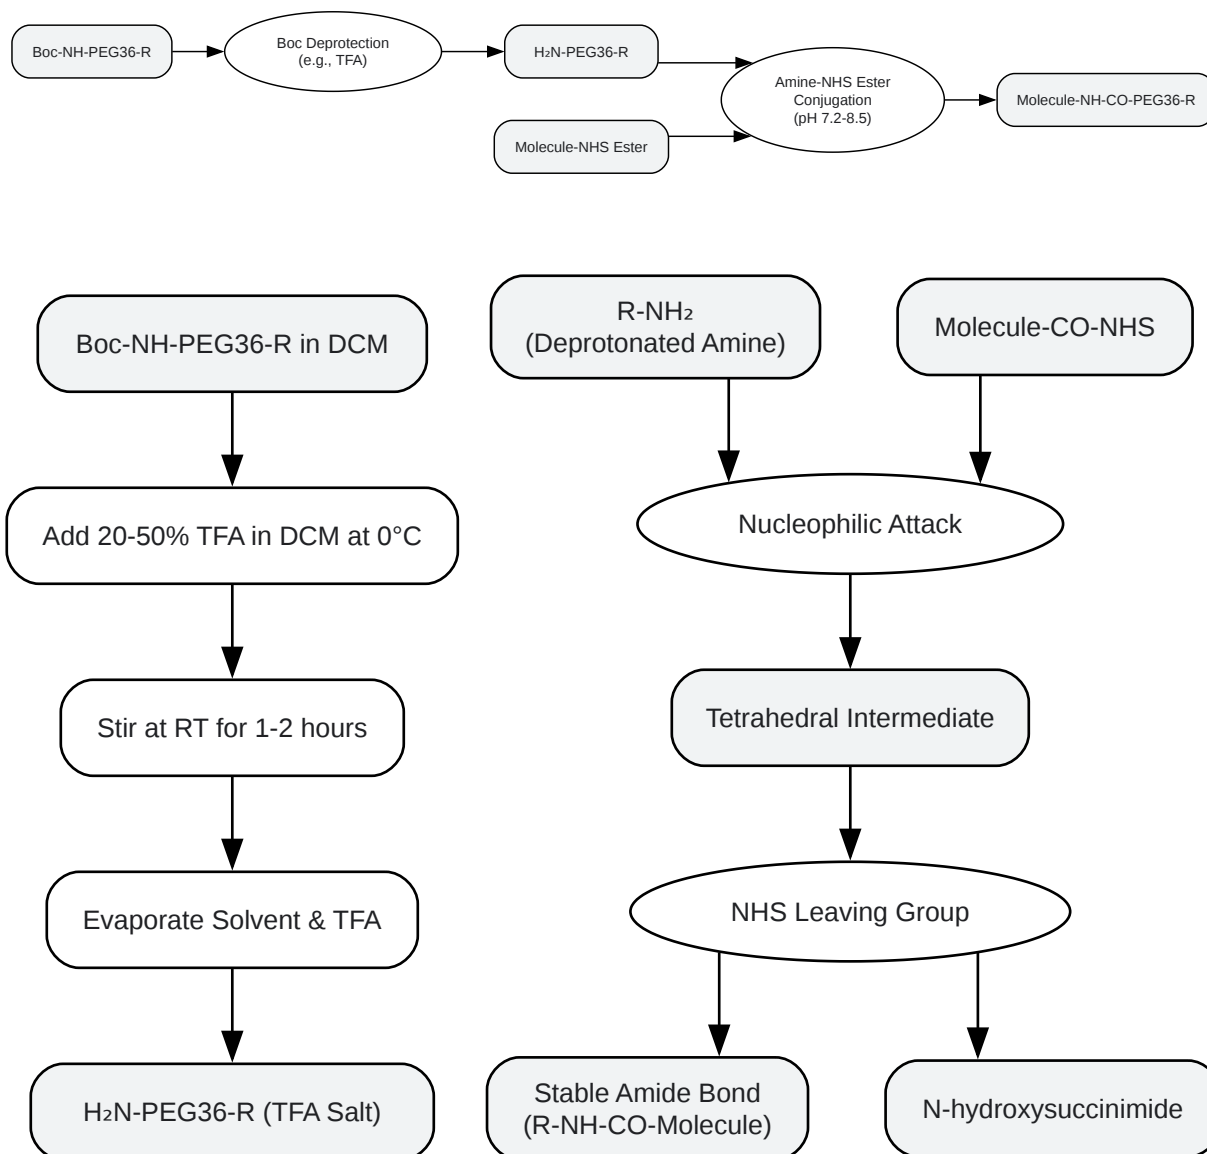 Boc-NH-PEG36-R
Boc Deprotection
(e.g., TFA)
H₂N-PEG36-R
Molecule-NHS Ester
Amine-NHS Ester
Conjugation
(pH 7.2-8.5)
Molecule-NH-CO-PEG36-R
Boc-NH-PEG36-R in DCM
Add 20-50% TFA in DCM at 0°C
Stir at RT for 1-2 hours
Evaporate Solvent & TFA
H₂N-PEG36-R (TFA Salt)
R-NH₂
(Deprotonated Amine)
Molecule-CO-NHS
Nucleophilic Attack
Tetrahedral Intermediate
NHS Leaving Group
Stable Amide Bond
(R-NH-CO-Molecule)
N-hydroxysuccinimide